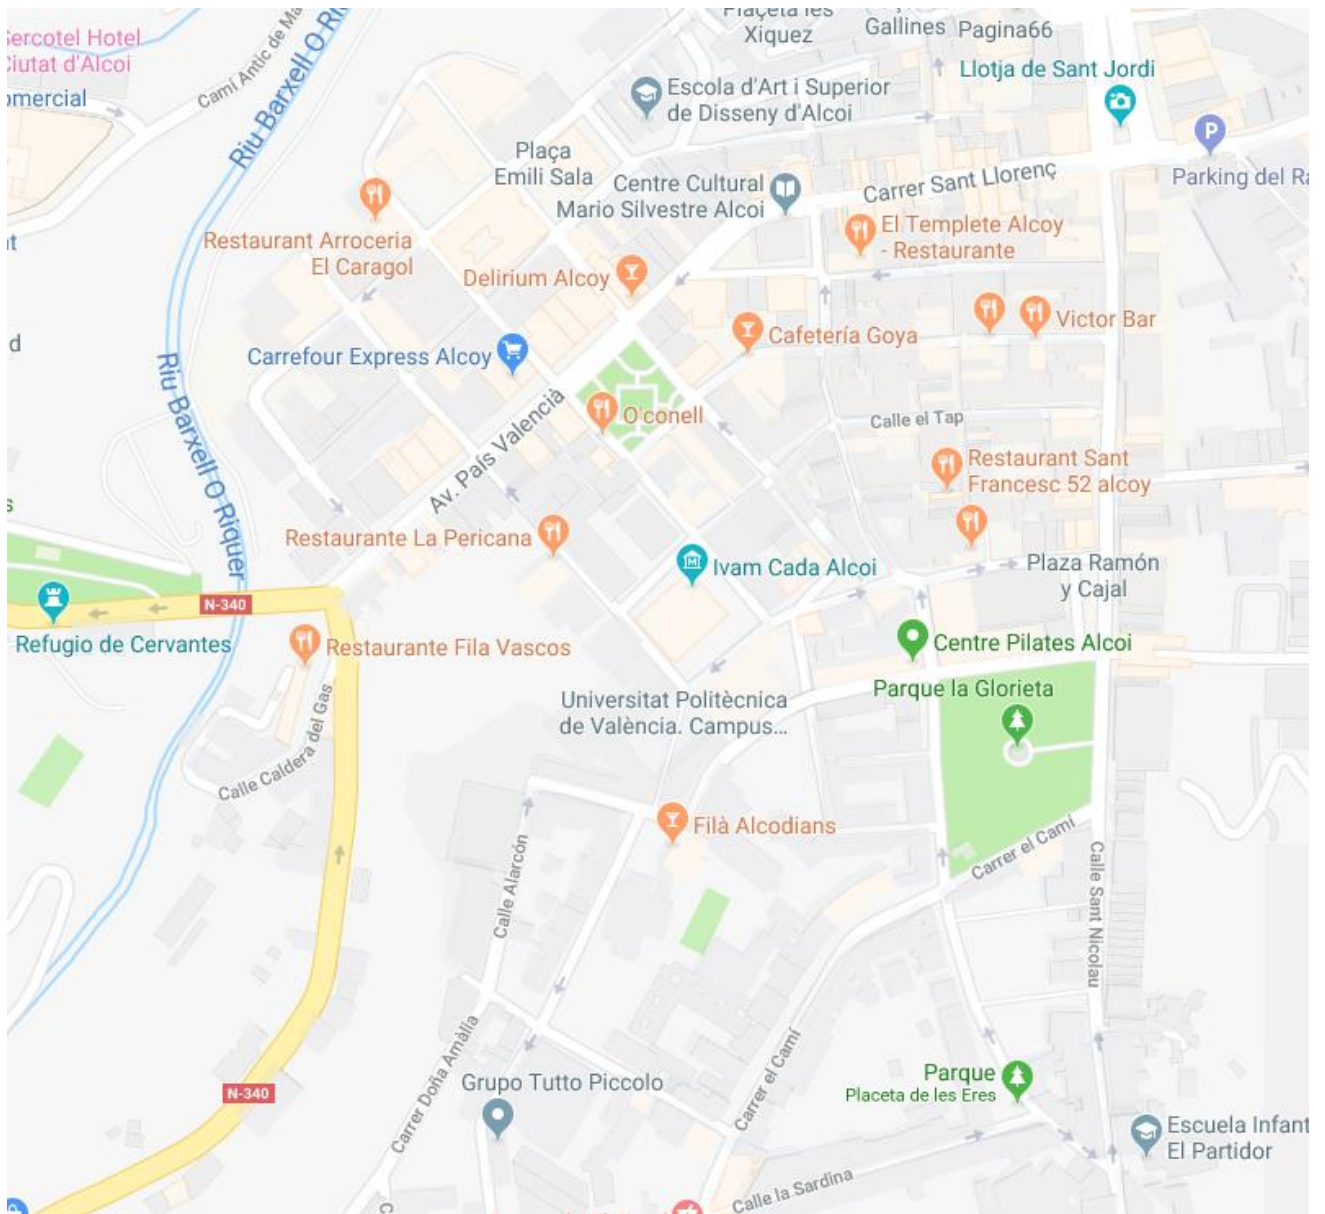 Plaçeta les
Xiquez
Gallines
Pagina66
Sercotel Hotel
Ciutat d'Alcoi
Camí Antic de Ma
Riu Barxell O Ri
Llotja de Sant Jordi
Escola d'Art i Superior
de Disseny d'Alcoi
omercial
P
Plaça
Emili Sala
Centre Cultural
Mario Silvestre Alcoi
Carrer Sant Llorenç
Parking del Ra
Restaurant Arroceria
El Caragol
El Templete Alcoy
- Restaurante
Delirium Alcoy
Victor Bar
Cafetería Goya
Carrefour Express Alcoy
d
Riu Barxell O Riquer
Av. País Valencià
O'conell
Calle el Tap
Restaurant Sant
Francesc 52 alcoy
s
Restaurante La Pericana
Ivam Cada Alcoi
Plaza Ramón
y Cajal
N-340
Refugio de Cervantes
Restaurante Fila Vascos
Centre Pilates Alcoi
Parque la Glorieta
Universitat Politècnica
de València. Campus...
Calle Caldera del Gas
Filà Alcodians
Calle Alarcón
Carrer el Camí
Calle Sant Nicolau
Carrer Doña Amàlia
Carrer el Camí
Grupo Tutto Piccolo
N-340
Parque
Placeta de les Eres
Escuela Infant
El Partidor
Calle la Sardina
C